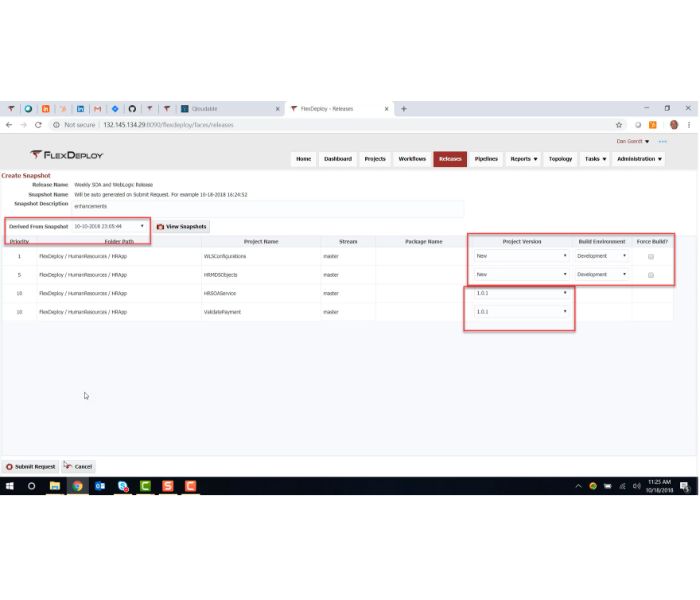 Cloudable
FlexDeploy - Releases
Not secure | 132.145.134.29:8090/flexdeploy/faces/releases
Dan Goerdt
FLEXDEPLOY
Home Dashboard Projects Workflows Releases Pipelines Reports Topology Tasks Administration
Create Snapshot
Release Name Weekly SOA and WebLogic Release
Snapshot Name Will be auto generated on Submit Request. For example 10-18-2018 16:24:52
Snapshot Description enhancements
Derived From Snapshot 10-10-2018 23:05:44 View Snapshots
Priority Folder Path Project Name Stream Package Name Project Version Build Environment Force Build?
1 FlexDeploy / HumanResources / HRApp WLSConfigurations master New Development
5 FlexDeploy / HumanResources / HRApp HRMDSObjects master New Development
10 FlexDeploy / HumanResources / HRApp HRSOAService master 1.0.1
10 FlexDeploy / HumanResources / HRApp ValidatePayment master 1.0.1
Submit Request Cancel
11:25 AM
10/18/2018